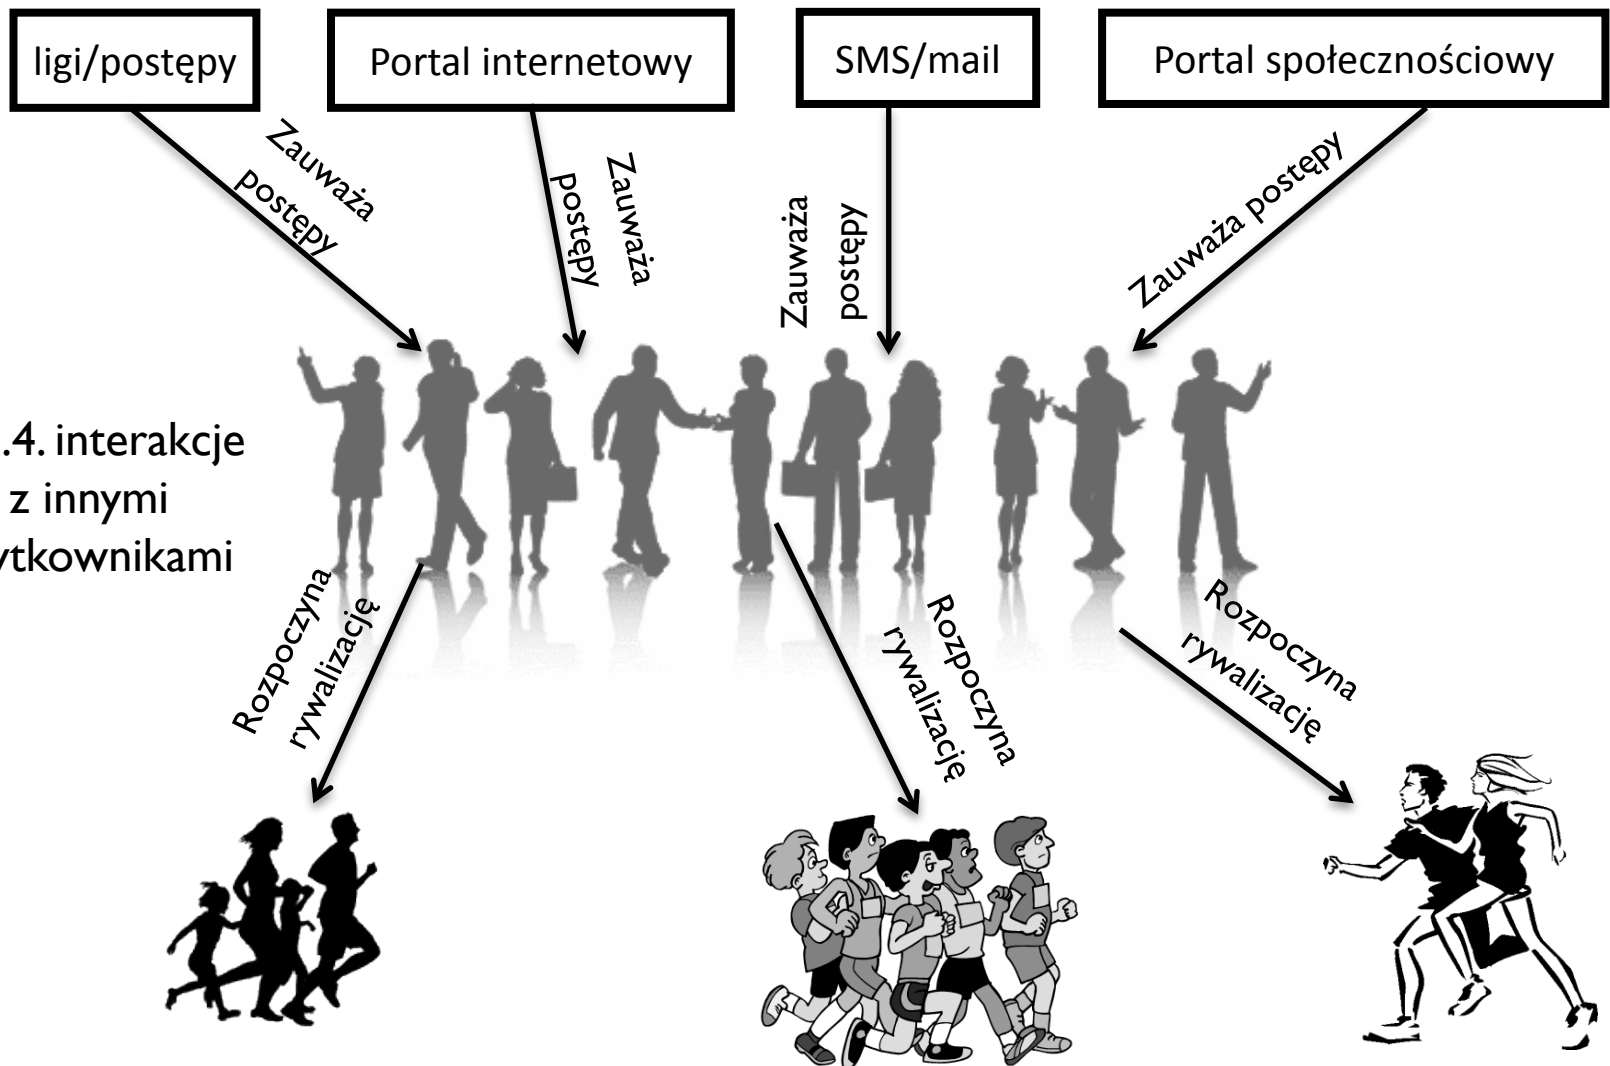 ligi/postępy
Portal internetowy
SMS/mail
Portal społecznościowy
Zauważa
postępy
Zauważa
postępy
Zauważa
postępy
Zauważa postępy
.4. interakcje
z innymi
ytkownikami
Rozpoczyna
rywalizację
Rozpoczyna
rywalizację
Rozpoczyna
rywalizację